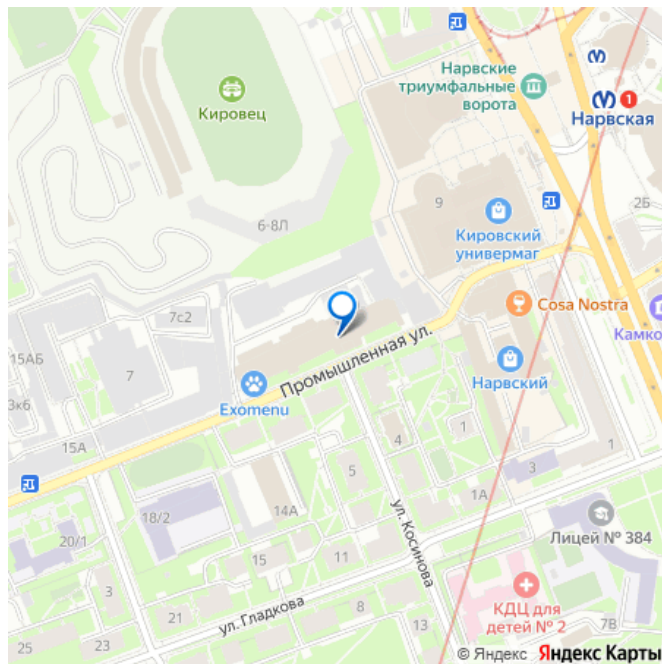 Нарвские
триумфальные
ворота
1
Нарвская
Кировец
9
2Б
6-8Л
Кировский
универмаг
7с2
Cosa Nostra
Камко
15АБ
7
Промышленная ул.
Нарвский
3к6
Exomenu
15А
4
1
1
5
3
18/2
14А
1А
ул. Косинова
Лицей № 384
20/1
15
11
3
КДЦ для
детей № 2
21
ул. Гладкова
8
13
7В
25
23
© Яндекс Яндекс Карты